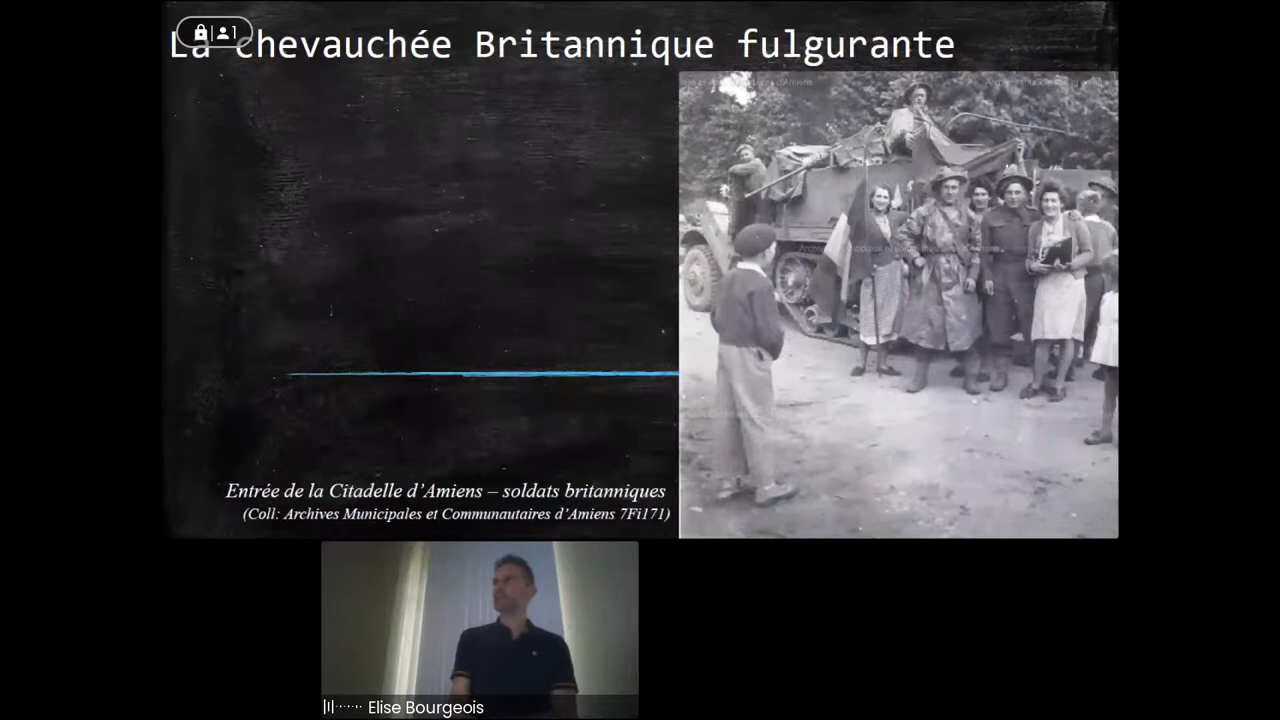 1
La chevauchée Britannique fulgurante
Entrée de la Citadelle d’Amiens – soldats britanniques
(Coll: Archives Municipales et Communautaires d’Amiens 7Fi171)
Elise Bourgeois